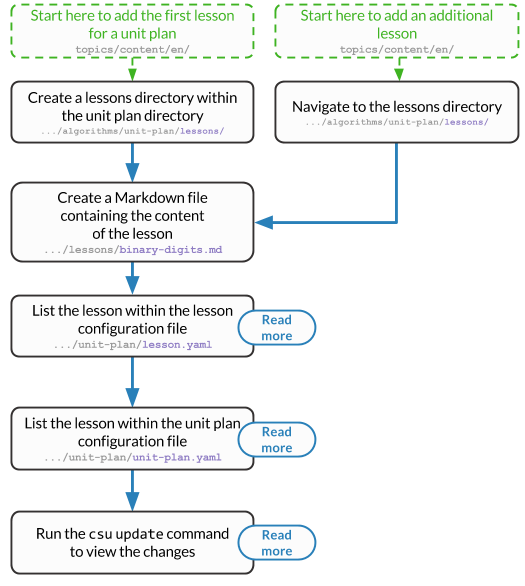 Start here to add the first lesson
for a unit plan
topics/content/en/
Start here to add an additional
lesson
topics/content/en/
Create a lessons directory within
the unit plan directory
.../algorithms/unit-plan/lessons/
Navigate to the lessons directory
.../algorithms/unit-plan/lessons/
Create a Markdown file
containing the content
of the lesson
.../lessons/binary-digits.md
List the lesson within the lesson
configuration file
.../unit-plan/lesson.yaml
Read
more
List the lesson within the unit plan
configuration file
.../unit-plan/unit-plan.yaml
Read
more
Run the csu update command
to view the changes
Read
more